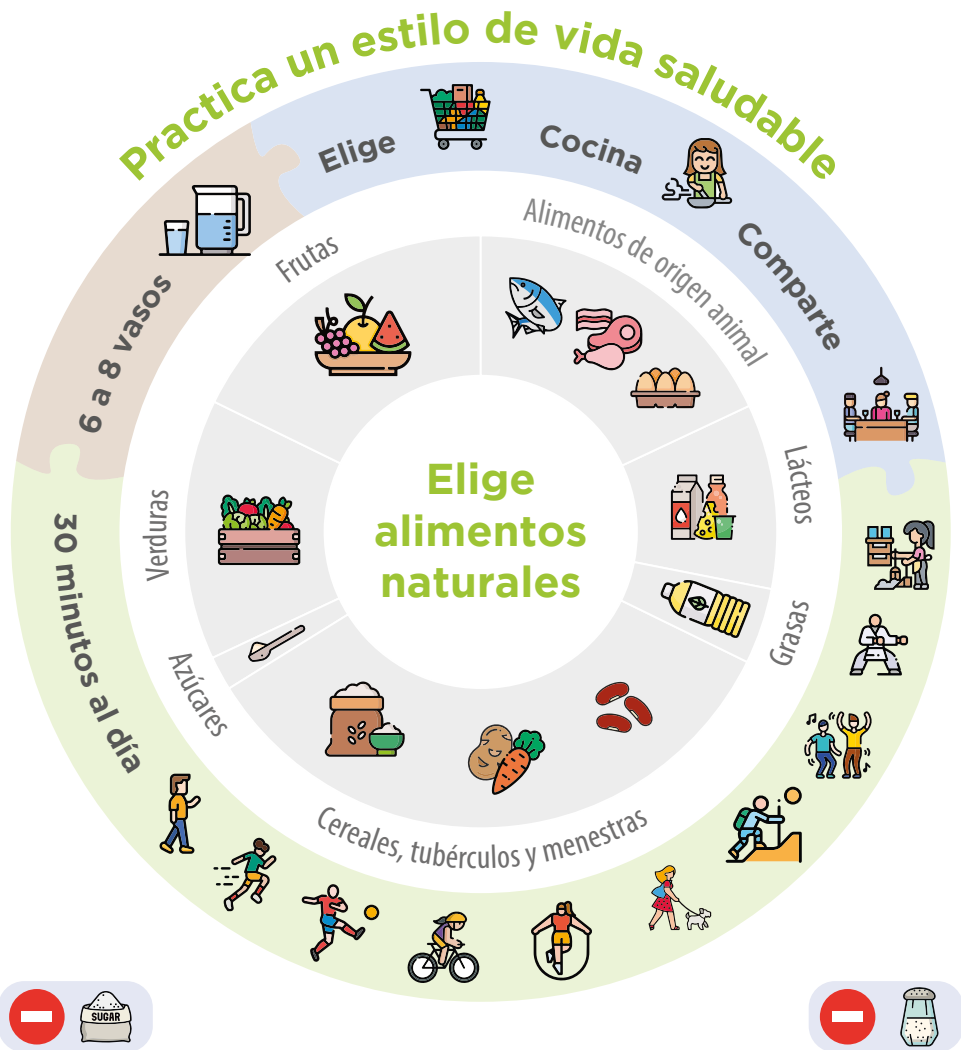 Practica un estilo de vida saludable
Elige
Cocina
Comparte
6 a 8 vasos
30 minutos al día
Frutas
Alimentos de origen animal
Lácteos
Grasas
Cereales, tubérculos y menestras
Azúcares
Verduras
Elige
alimentos
naturales
SUGAR